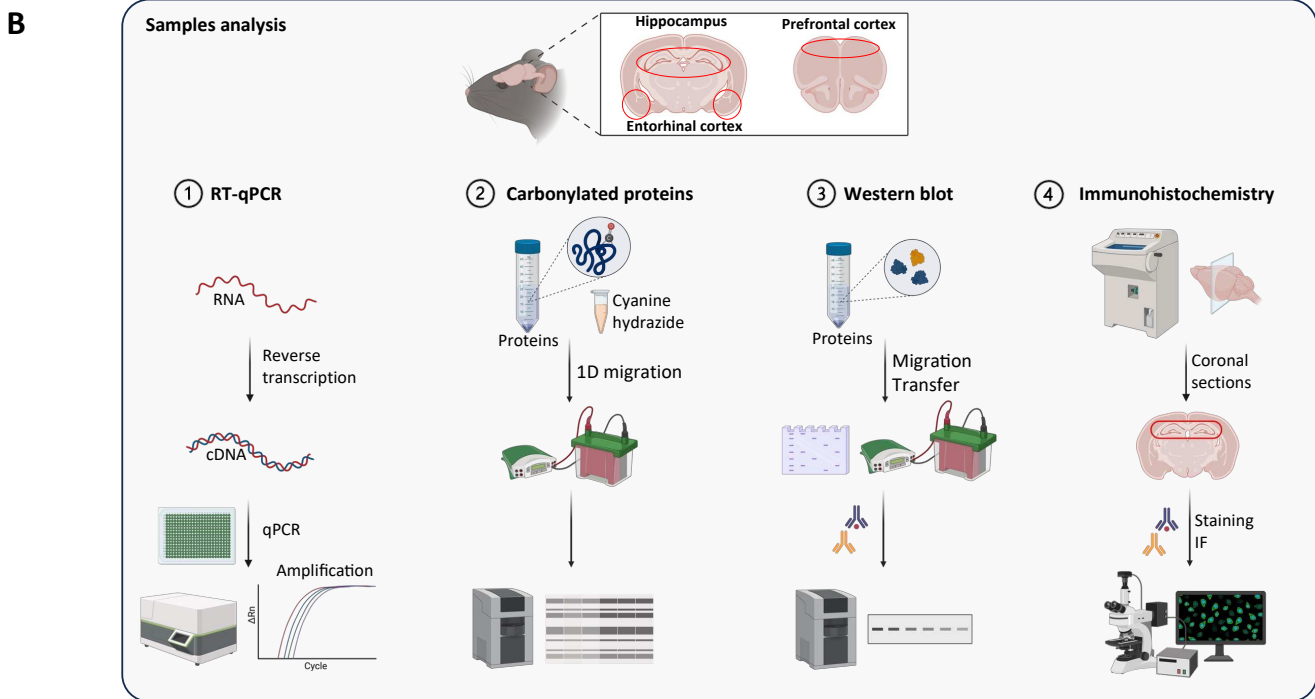 B
Samples analysis
Hippocampus
Prefrontal cortex
Entorhinal cortex
1 RT-qPCR
RNA
Reverse
transcription
cDNA
qPCR
Amplification
ΔRn
Cycle
2 Carbonylated proteins
Cyanine
hydrazide
Proteins
1D migration
3 Western blot
Proteins
Migration
Transfer
4 Immunohistochemistry
Coronal
sections
Staining
IF